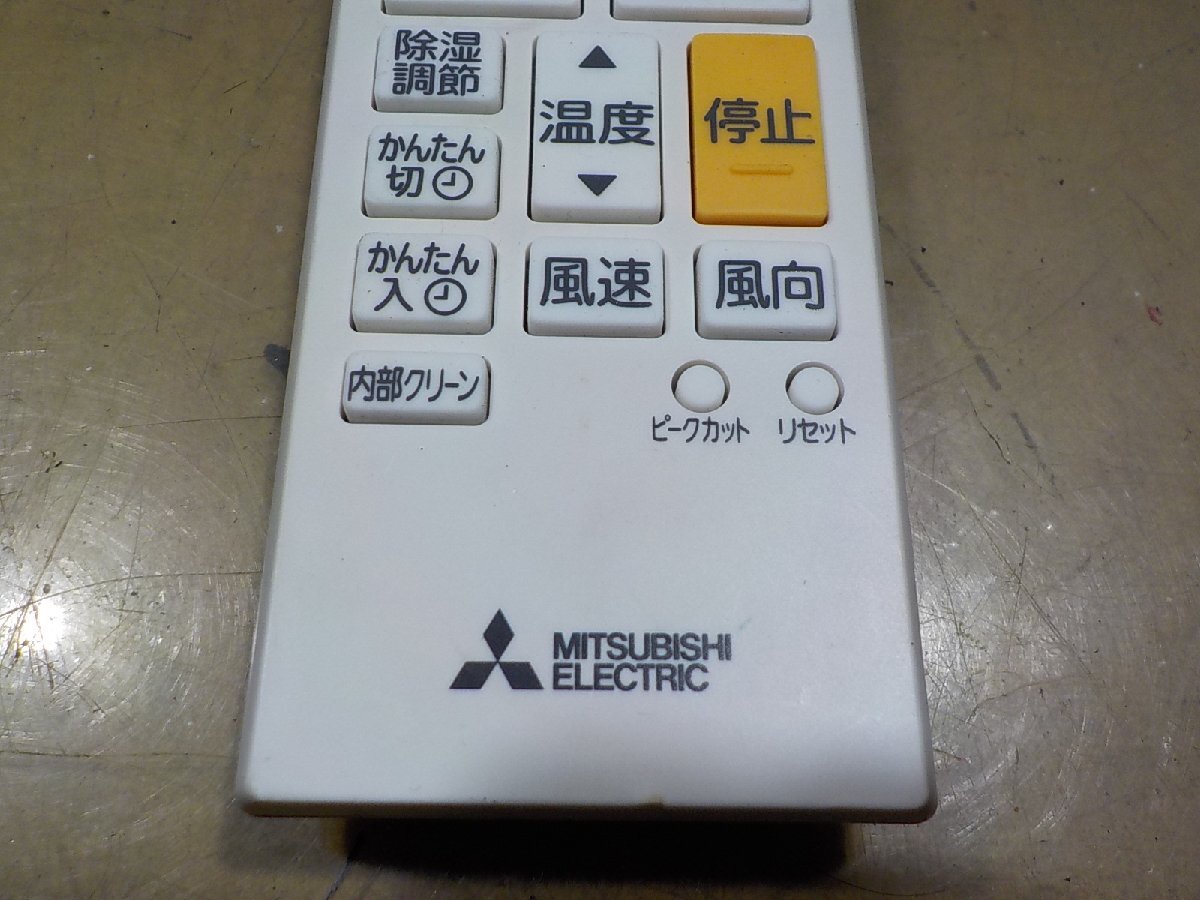 除湿
調節
▲
温度
▼
停止
かんたん
切
かんたん
入
風速
風向
内部クリーン
ピークカット
リセット
MITSUBISHI
ELECTRIC